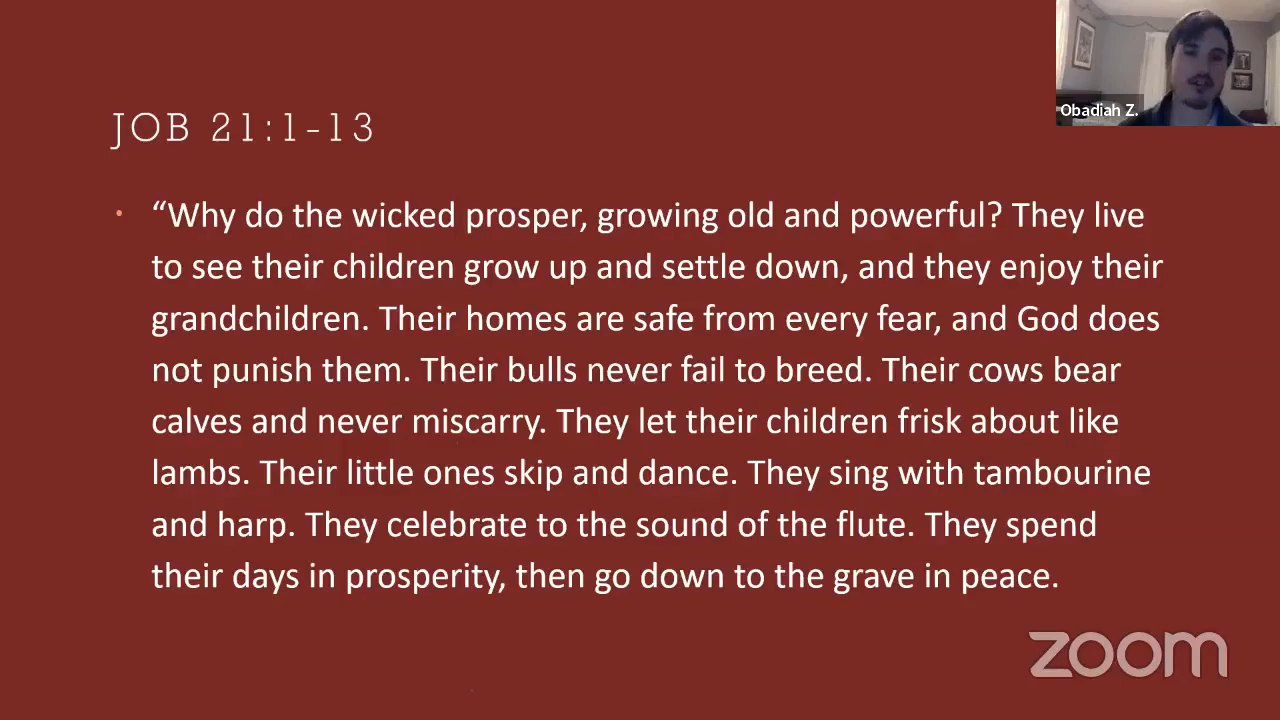 Obadiah Z.
JOB 21:1-13
• “Why do the wicked prosper, growing old and powerful? They live
to see their children grow up and settle down, and they enjoy their
grandchildren. Their homes are safe from every fear, and God does
not punish them. Their bulls never fail to breed. Their cows bear
calves and never miscarry. They let their children frisk about like
lambs. Their little ones skip and dance. They sing with tambourine
and harp. They celebrate to the sound of the flute. They spend
their days in prosperity, then go down to the grave in peace.
zoom